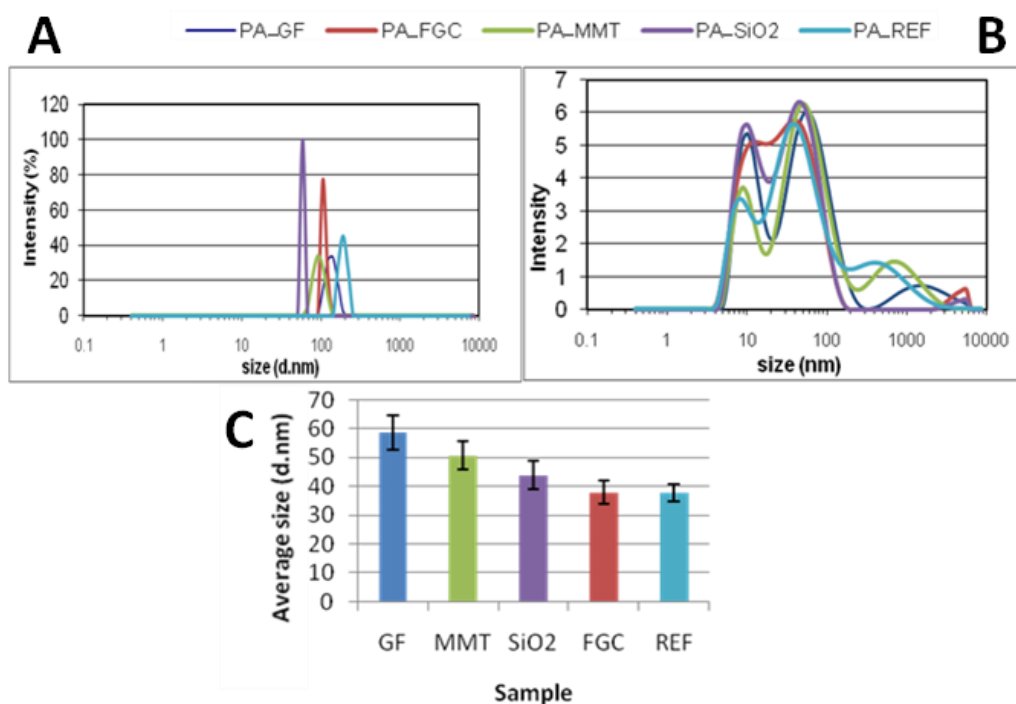 A
PA_GF PA_FGC PA_MMT PA_SiO2 PA_REF
B
Intensity (%)
120
100
80
60
40
20
0
0.1 1 10 100 1000 10000
size (d.nm)
Intensity
7
6
5
4
3
2
1
0
0.1 1 10 100 1000 10000
size (nm)
C
Average size (d.nm)
70
60
50
40
30
20
10
0
GF MMT SiO2 FGC REF
Sample